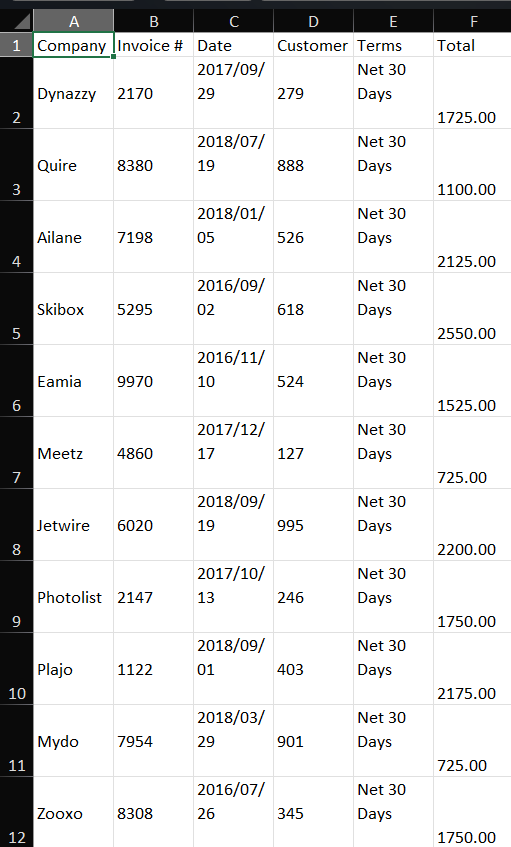 A B C D E F
1 Company Invoice # Date Customer Terms Total
2017/09/ Net 30
Dynazzy 2170 29 279 Days
2 1725.00
2018/07/ Net 30
Quire 8380 19 888 Days
3 1100.00
2018/01/ Net 30
Ailane 7198 05 526 Days
4 2125.00
2016/09/ Net 30
Skibox 5295 02 618 Days
5 2550.00
2016/11/ Net 30
Eamia 9970 10 524 Days
6 1525.00
2017/12/ Net 30
Meetz 4860 17 127 Days
7 725.00
2018/09/ Net 30
Jetwire 6020 19 995 Days
8 2200.00
2017/10/ Net 30
Photolist 2147 13 246 Days
9 1750.00
2018/09/ Net 30
Plajo 1122 01 403 Days
10 2175.00
2018/03/ Net 30
Mydo 7954 29 901 Days
11 725.00
2016/07/ Net 30
Zooxo 8308 26 345 Days
12 1750.00